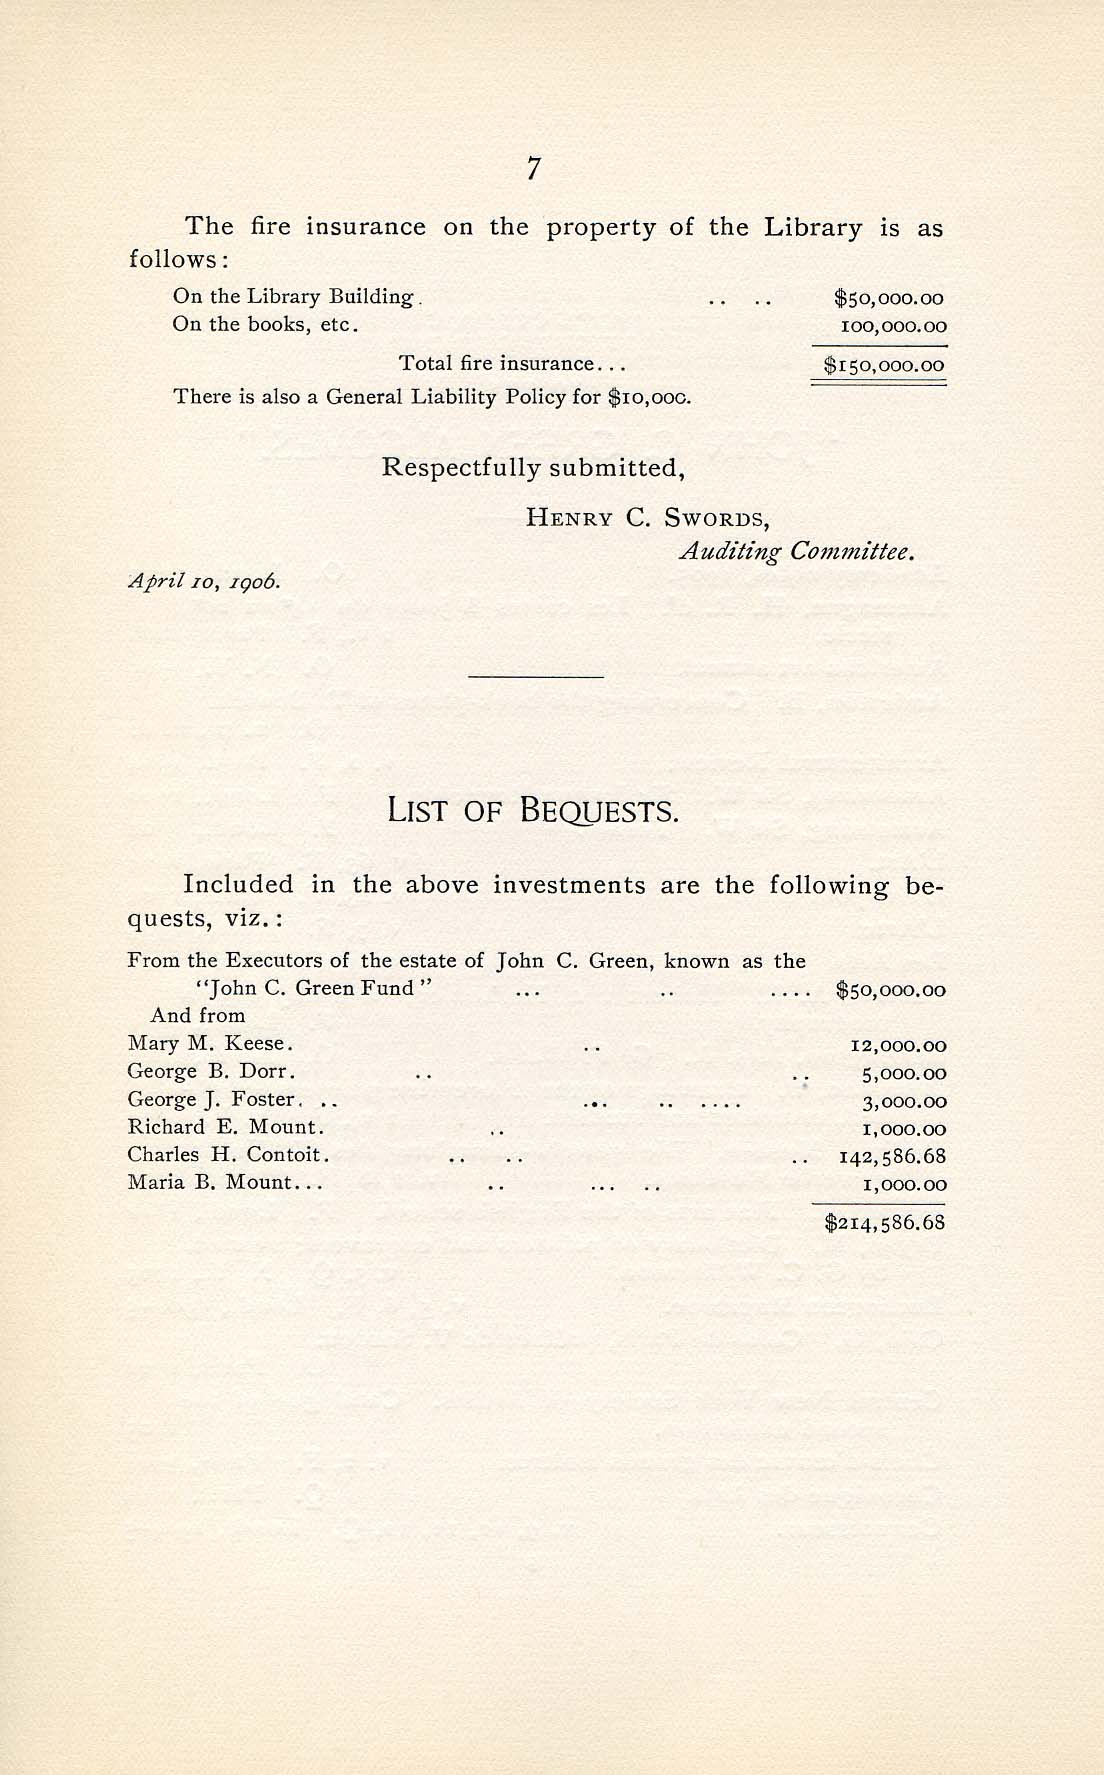 7
The fire insurance on the property of the Library is as
follows:
On the Library Building. .. .. $50,000.00
On the books, etc. 100,000.00
Total fire insurance... $150,000.00
There is also a General Liability Policy for $10,000.
Respectfully submitted,
HENRY C. SWORDS,
Auditing Committee.
April 10, 1906.
LIST OF BEQUESTS.
Included in the above investments are the following be-
quests, viz.:
From the Executors of the estate of John C. Green, known as the
"John C. Green Fund" ... .. .... $50,000.00
And from
Mary M. Keese. .. 12,000.00
George B. Dorr. .. .. 5,000.00
George J. Foster. .. ... .. .... 3,000.00
Richard E. Mount. .. 1,000.00
Charles H. Contoit. .. .. .. 142,586.68
Maria B. Mount... .. ... .. 1,000.00
$214,586.68